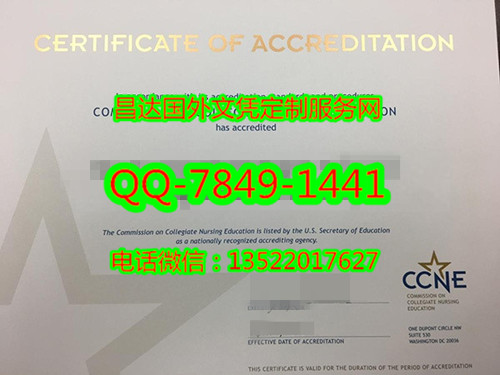 CERTIFICATE OF ACCREDITATION
昌达国外文凭定制服务网
has accredited
QQ-7849-1441
The Commission on Collegiate Nursing Education is listed by the U.S. Secretary of Education
as a nationally recognized accrediting agency.
电话微信：13522017627
CCNE
COMMISSION ON
COLLEGIATE NURSING
EDUCATION
ONE DUPONT CIRCLE NW
SUITE 530
WASHINGTON DC 20036
EFFECTIVE DATE OF ACCREDITATION
THIS CERTIFICATE IS VALID FOR THE DURATION OF THE PERIOD OF ACCREDITATION